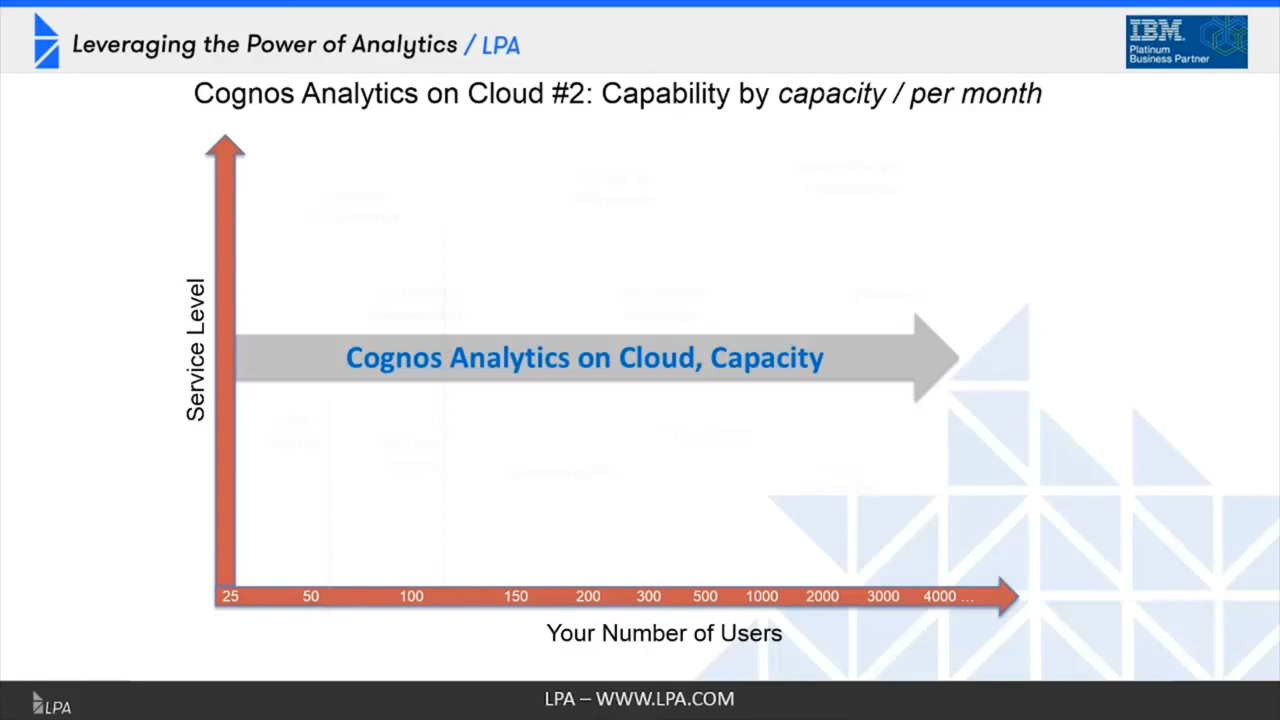 Leveraging the Power of Analytics / LPA
IBM
Platinum
Business Partner
Cognos Analytics on Cloud #2: Capability by capacity / per month
Service Level
Cognos Analytics on Cloud, Capacity
25 50 100 150 200 300 500 1000 2000 3000 4000 ...
Your Number of Users
LPA
LPA – WWW.LPA.COM